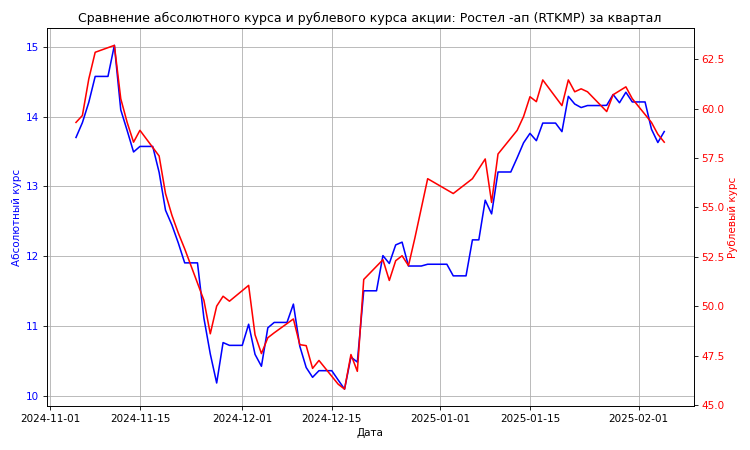 Сравнение абсолютного курса и рублевого курса акции: Ростел -ап (RTKMP) за квартал
15
14
13
12
11
10
Абсолютный курс
62.5
60.0
57.5
55.0
52.5
50.0
47.5
45.0
Рублевый курс
2024-11-01 2024-11-15 2024-12-01 2024-12-15 2025-01-01 2025-01-15 2025-02-01
Дата